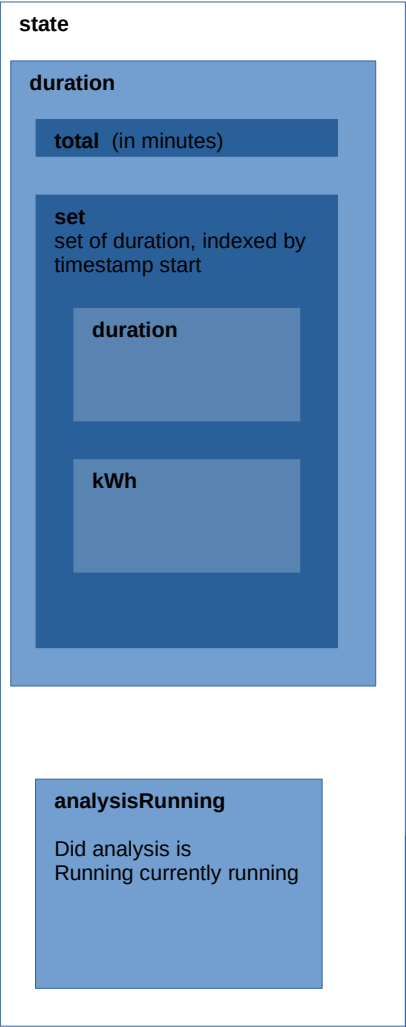 state
duration
total (in minutes)
set
set of duration, indexed by
timestamp start
duration
kWh
analysisRunning
Did analysis is
Running currently running